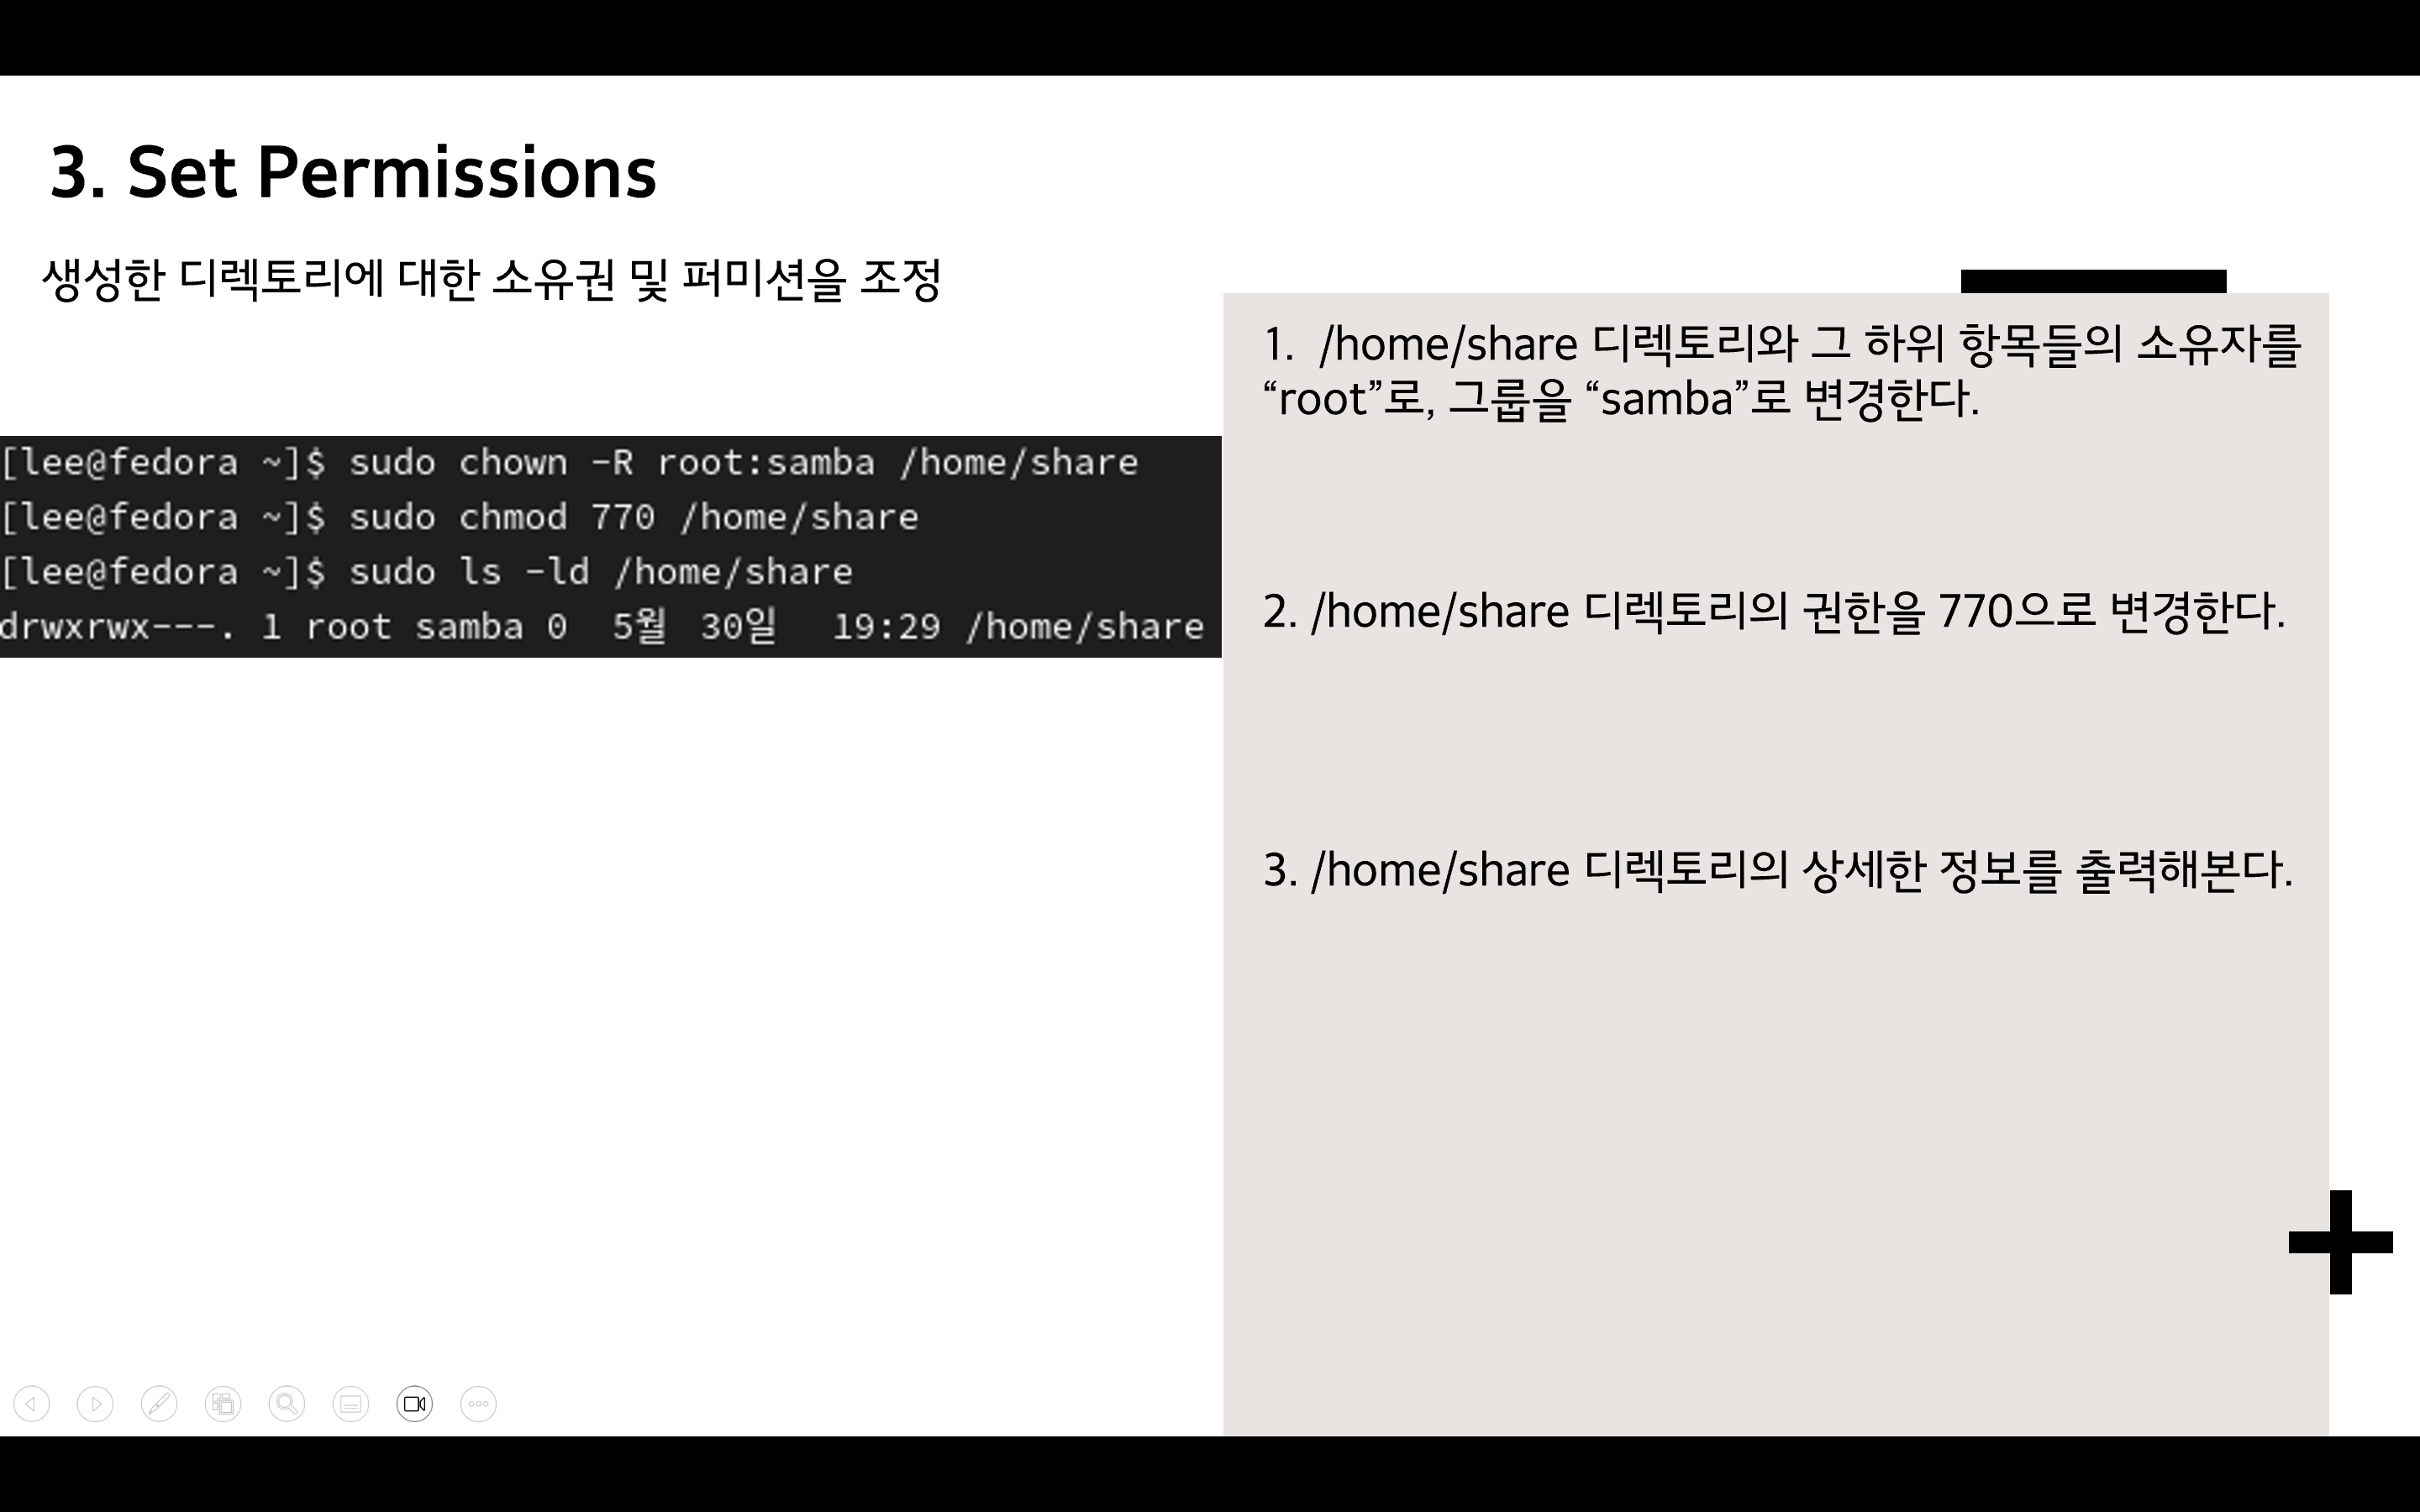 3. Set Permissions
생성한 디렉토리에 대한 소유권 및 퍼미션을 조정
[lee@fedora ~]$ sudo chown -R root:samba /home/share
[lee@fedora ~]$ sudo chmod 770 /home/share
[lee@fedora ~]$ sudo ls -ld /home/share
drwxrwx---. 1 root samba 0  5월  30일  19:29 /home/share
1. /home/share 디렉토리와 그 하위 항목들의 소유자를
“root”로, 그룹을 “samba”로 변경한다.
2. /home/share 디렉토리의 권한을 770으로 변경한다.
3. /home/share 디렉토리의 상세한 정보를 출력해본다.